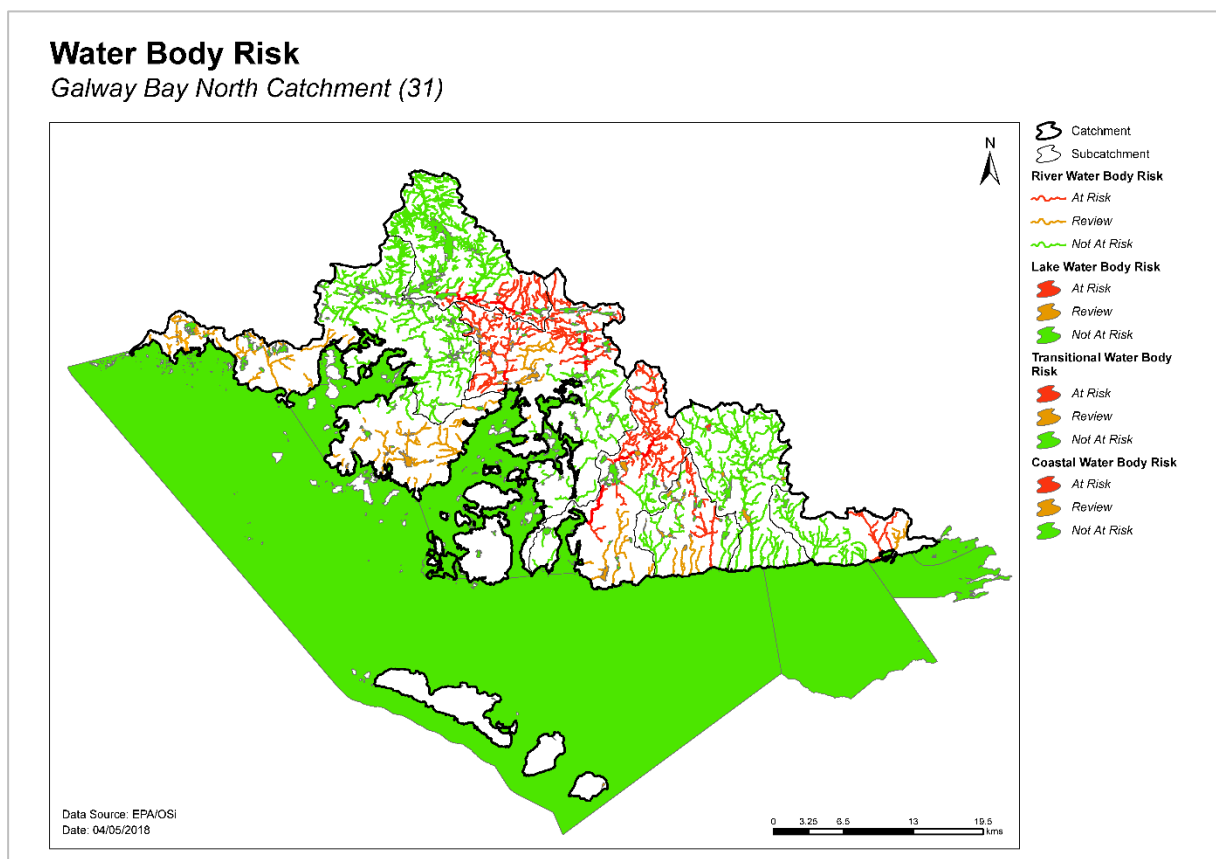 Water Body Risk
Galway Bay North Catchment (31)
N
Catchment
Subcatchment
River Water Body Risk
At Risk
Review
Not At Risk
Lake Water Body Risk
At Risk
Review
Not At Risk
Transitional Water Body
Risk
At Risk
Review
Not At Risk
Coastal Water Body Risk
At Risk
Review
Not At Risk
Data Source: EPA/OSi
Date: 04/05/2018
0 3.25 6.5 13 19.5
kms